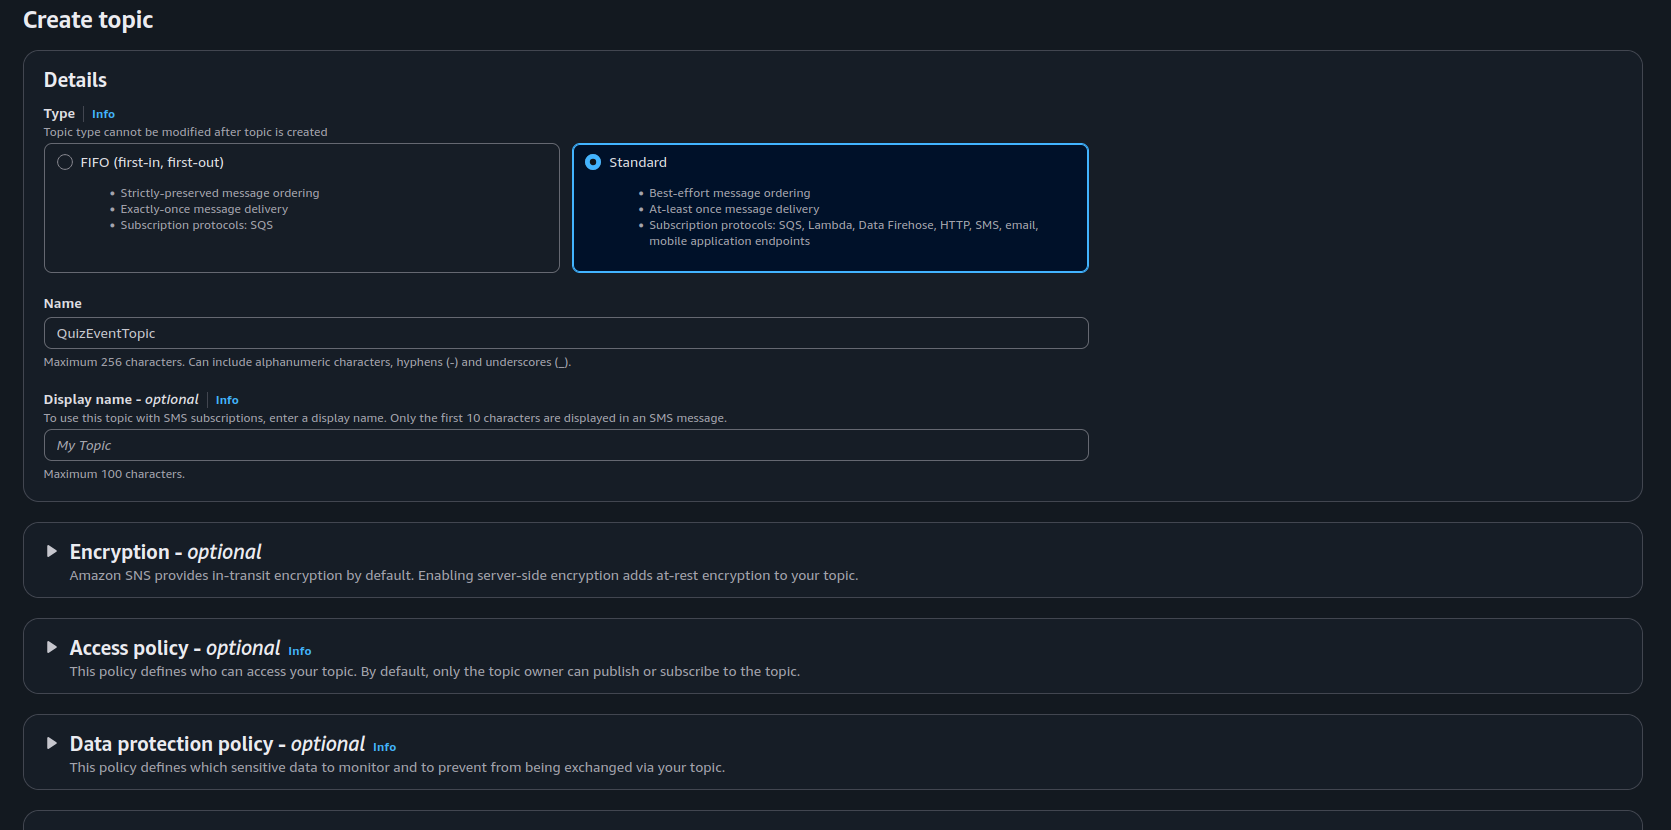 Create topic
Details
Type Info
Topic type cannot be modified after topic is created
FIFO (first-in, first-out)
• Strictly-preserved message ordering
• Exactly-once message delivery
• Subscription protocols: SQS
Standard
• Best-effort message ordering
• At-least once message delivery
• Subscription protocols: SQS, Lambda, Data Firehose, HTTP, SMS, email,
mobile application endpoints
Name
QuizEventTopic
Maximum 256 characters. Can include alphanumeric characters, hyphens (-) and underscores (_).
Display name - optional Info
To use this topic with SMS subscriptions, enter a display name. Only the first 10 characters are displayed in an SMS message.
My Topic
Maximum 100 characters.
Encryption - optional
Amazon SNS provides in-transit encryption by default. Enabling server-side encryption adds at-rest encryption to your topic.
Access policy - optional Info
This policy defines who can access your topic. By default, only the topic owner can publish or subscribe to the topic.
Data protection policy - optional Info
This policy defines which sensitive data to monitor and to prevent from being exchanged via your topic.